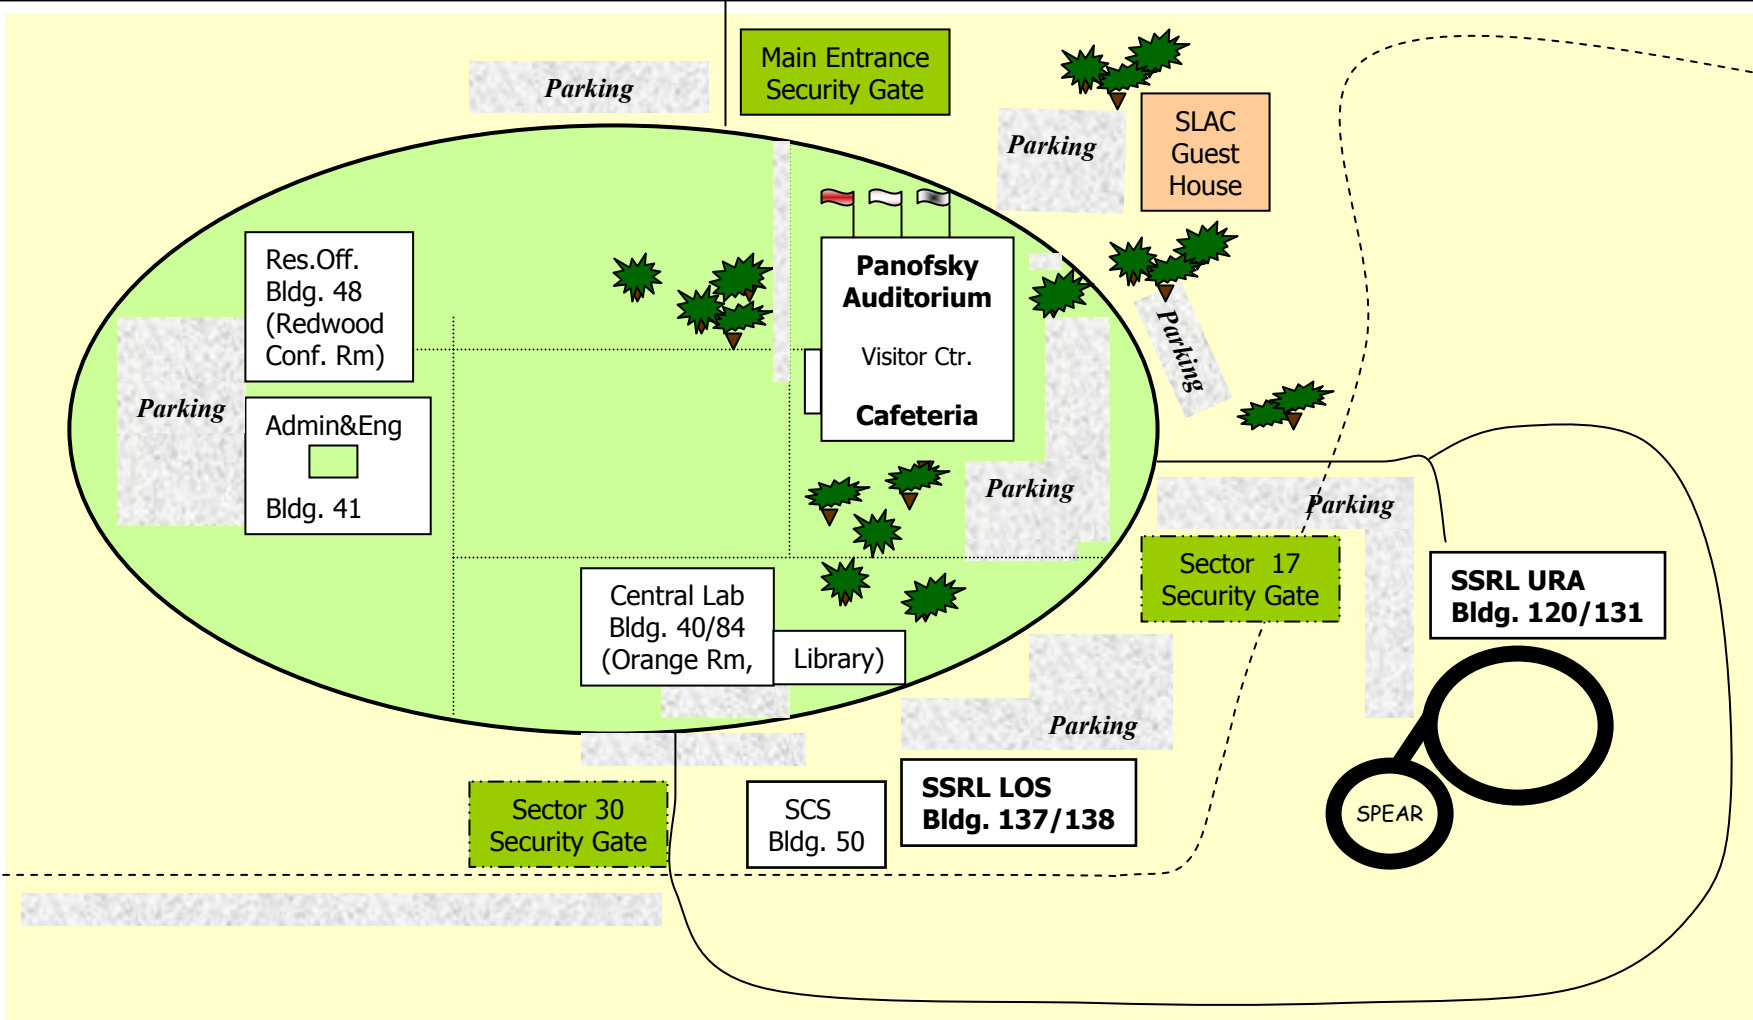 Main Entrance
Security Gate
Parking
SLAC
Guest
House
Parking
Res.Off.
Bldg. 48
(Redwood
Conf. Rm)
Panofsky
Auditorium
Visitor Ctr.
Cafeteria
Parking
Parking
Admin&Eng
Bldg. 41
Parking
Parking
Sector 17
Security Gate
SSRL URA
Bldg. 120/131
Central Lab
Bldg. 40/84
(Orange Rm,
Library)
Parking
Sector 30
Security Gate
SCS
Bldg. 50
SSRL LOS
Bldg. 137/138
SPEAR